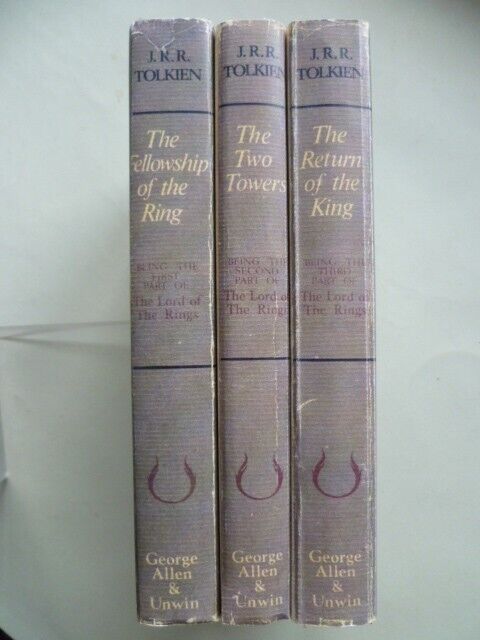 J.R.R.
TOLKIEN
The
Fellowship
of the
Ring
BEING THE
FIRST
PART OF
The Lord of
The Rings
George
Allen
&
Unwin
J.R.R.
TOLKIEN
The
Two
Towers
BEING THE
SECOND
PART OF
The Lord of
The Rings
George
Allen
&
Unwin
J.R.R.
TOLKIEN
The
Return
of the
King
BEING THE
THIRD
PART OF
The Lord of
The Rings
George
Allen
&
Unwin